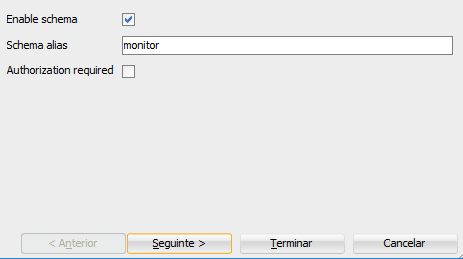 Enable schema
Schema alias monitor
Authorization required
< Anterior Seguinte > Terminar Cancelar